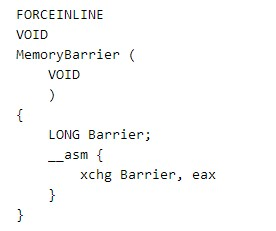 FORCEINLINE
VOID
MemoryBarrier (
    VOID
    )
{
    LONG Barrier;
    __asm {
        xchg Barrier, eax
    }
}